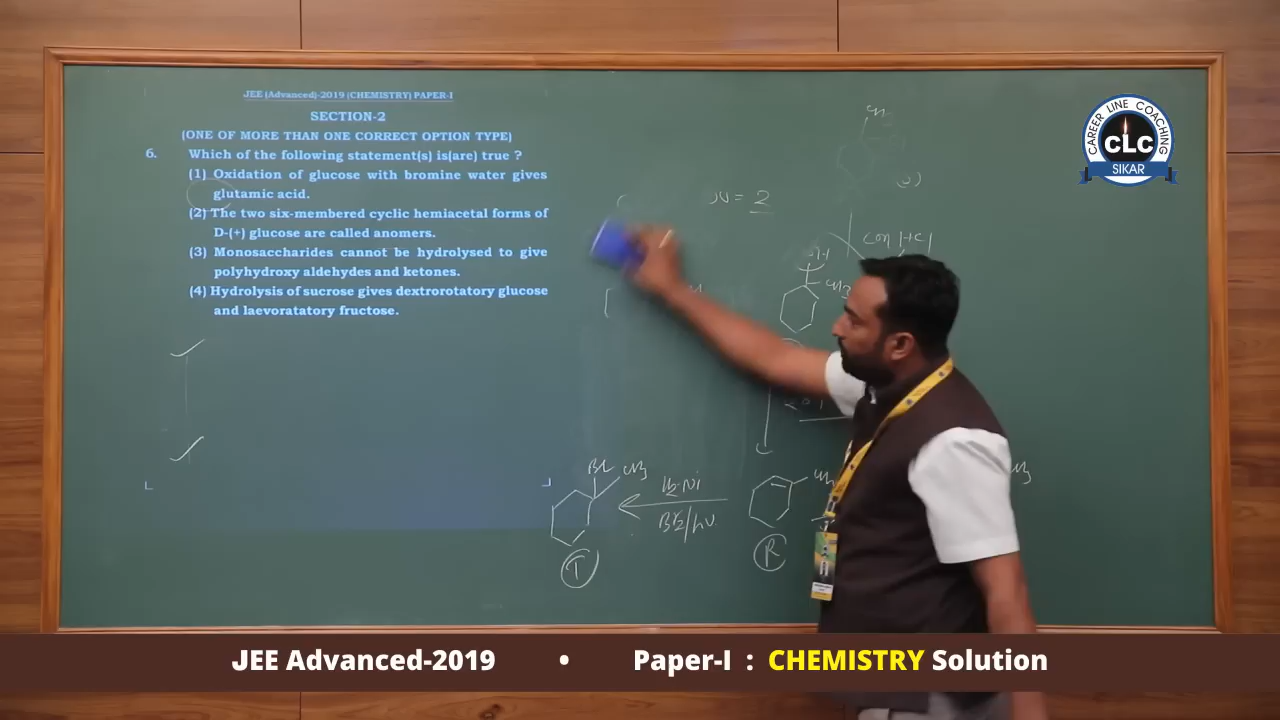 JEE (Advanced)-2019 (CHEMISTRY) PAPER-I
SECTION-2
(ONE OF MORE THAN ONE CORRECT OPTION TYPE)
6. Which of the following statement(s) is(are) true ?
(1) Oxidation of glucose with bromine water gives
glutamic acid.
(2) The two six-membered cyclic hemiacetal forms of
D-(+) glucose are called anomers.
(3) Monosaccharides cannot be hydrolysed to give
polyhydroxy aldehydes and ketones.
(4) Hydrolysis of sucrose gives dextrorotatory glucose
and laevoratatory fructose.
CAREER LINE COACHING
CLC
SIKAR
= 2
CH3
Br CH3
H2-Ni
Br2/hν
T
R
JEE Advanced-2019 • Paper-I : CHEMISTRY Solution